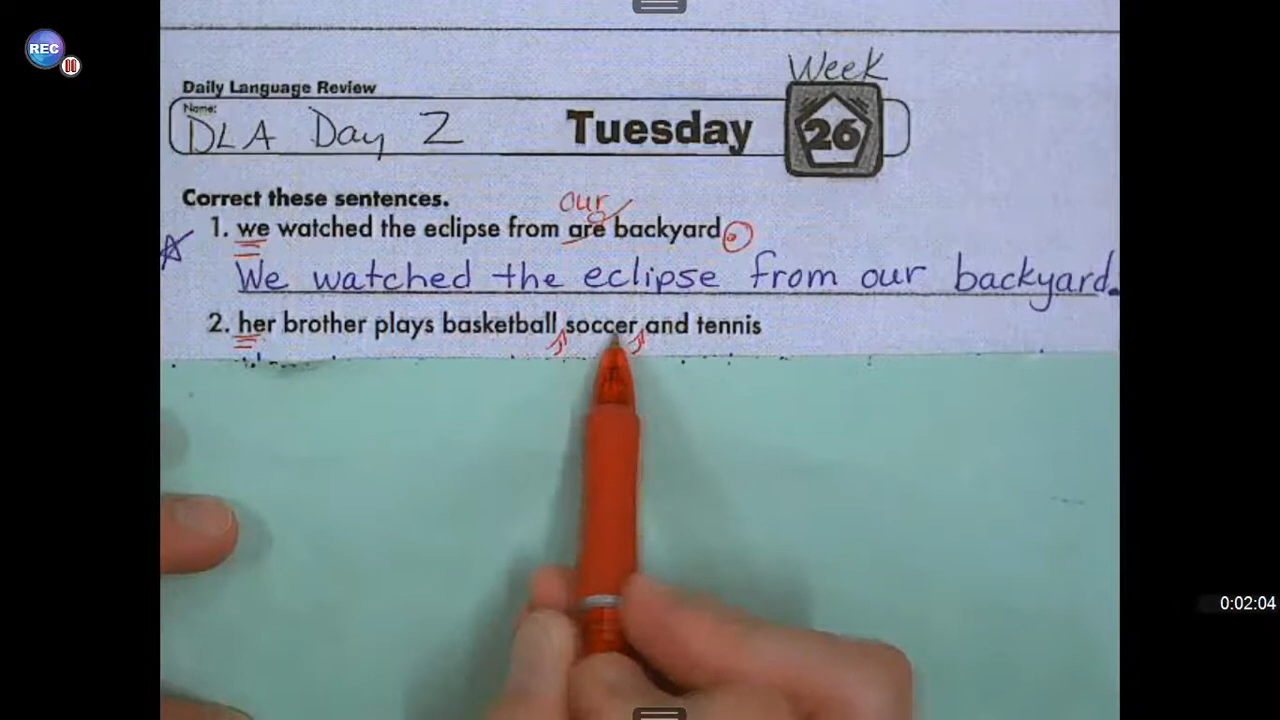 REC
Week
Daily Language Review
Name:
DLA Day 2
Tuesday
26
Correct these sentences.
our
1. we watched the eclipse from are backyard.
We watched the eclipse from our backyard.
2. her brother plays basketball, soccer, and tennis
0:02:04